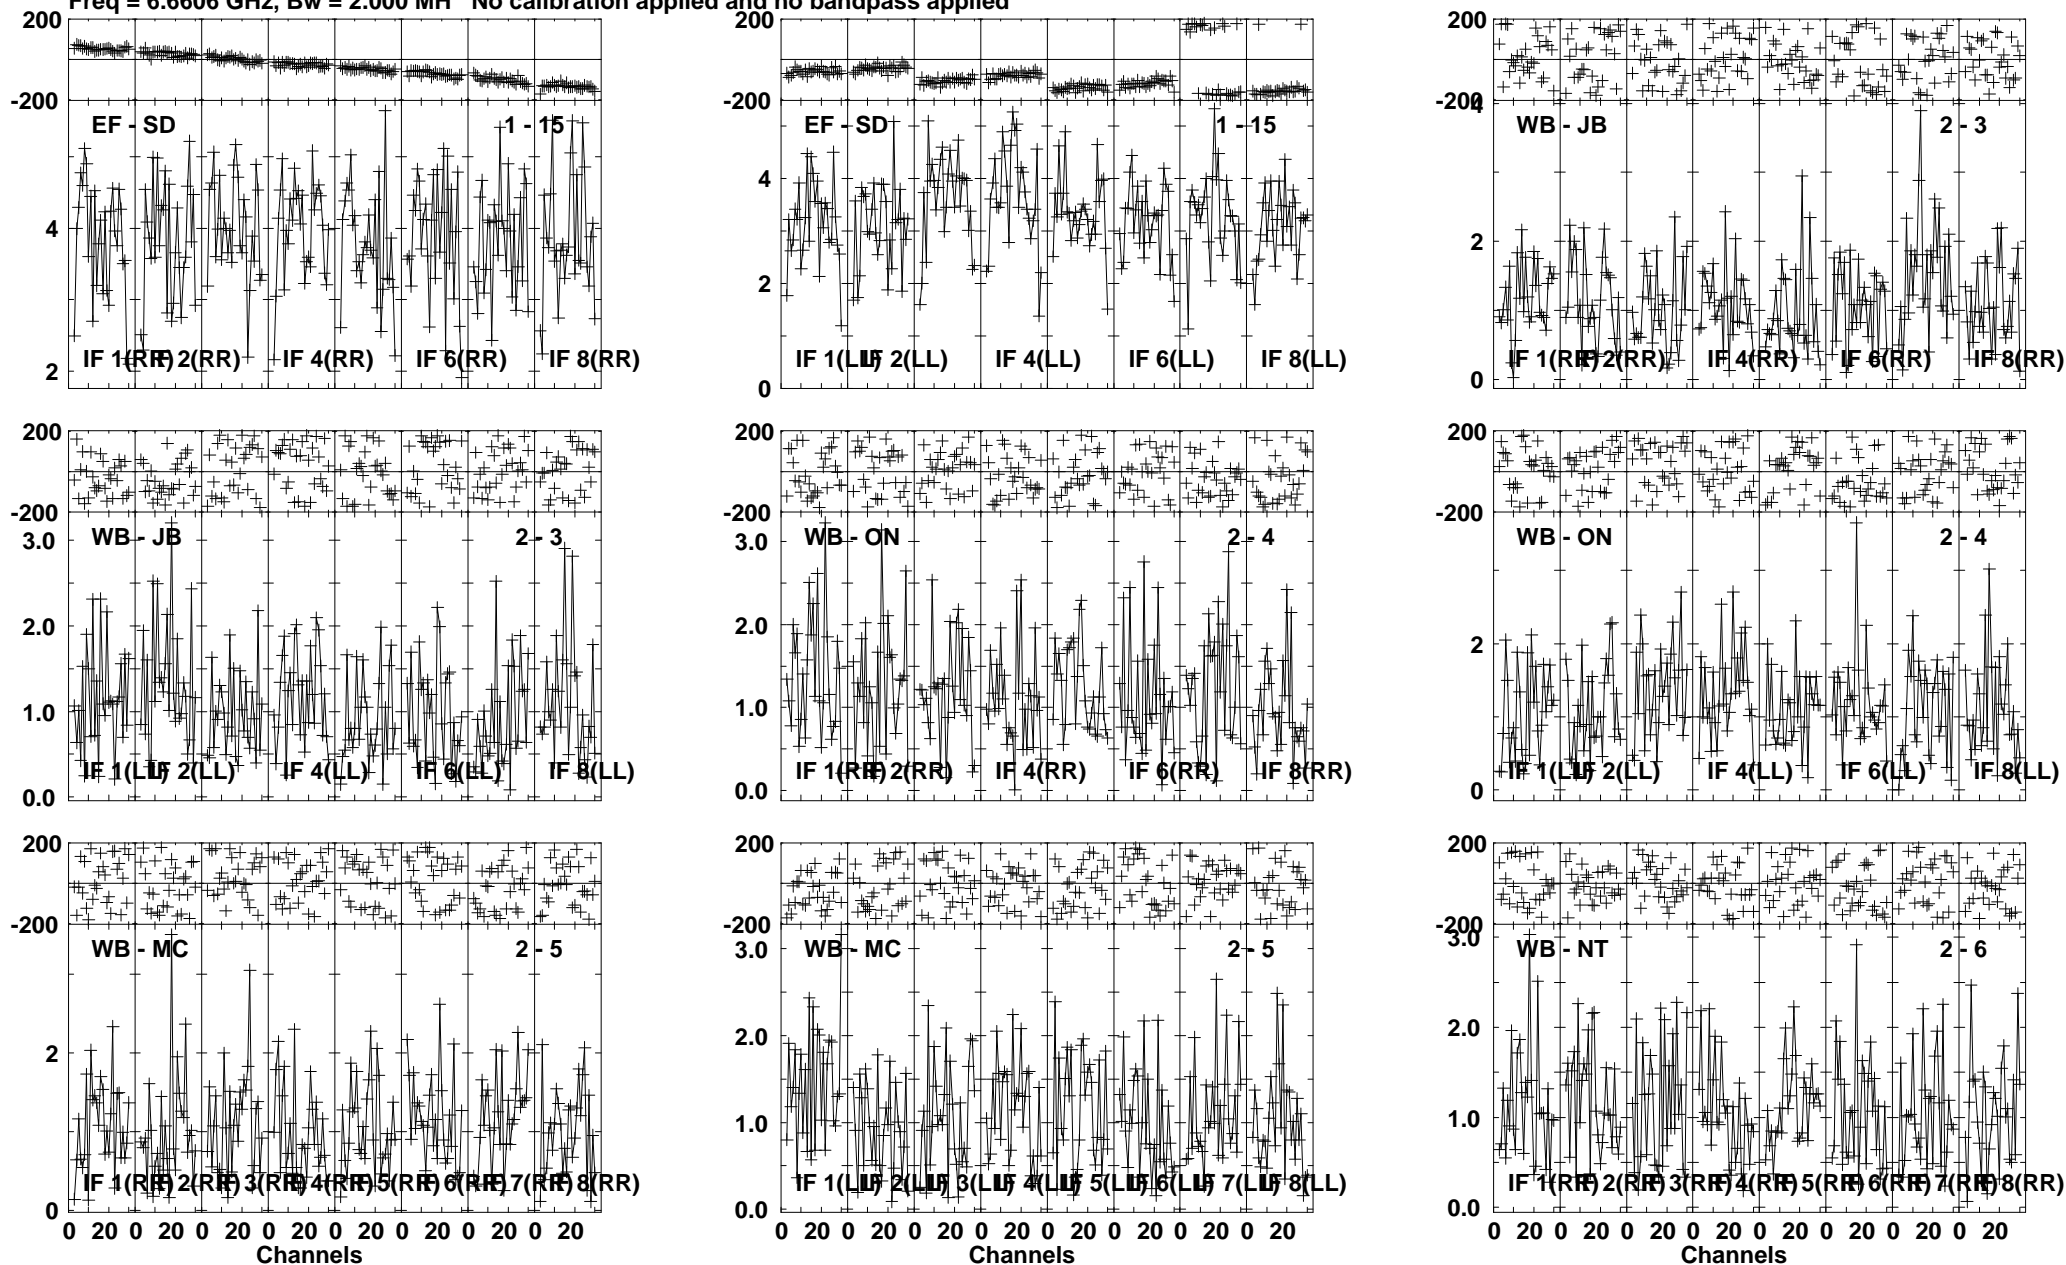 Freq = 6.6606 GHz, Bw = 2.000 MH No calibration applied and no bandpass applied
200
-200
EF - SD 1 - 15
4
2
IF 1(RR) IF 2(RR) IF 4(RR) IF 6(RR) IF 8(RR)
200
-200
EF - SD 1 - 15
4
2
0
IF 1(LL) IF 2(LL) IF 4(LL) IF 6(LL) IF 8(LL)
200
-200
4
WB - JB 2 - 3
2
0
IF 1(RR) IF 2(RR) IF 4(RR) IF 6(RR) IF 8(RR)
200
-200
WB - JB 2 - 3
3.0
2.0
1.0
0.0
IF 1(LL) IF 2(LL) IF 4(LL) IF 6(LL) IF 8(LL)
200
-200
WB - ON 2 - 4
3.0
2.0
1.0
0.0
IF 1(RR) IF 2(RR) IF 4(RR) IF 6(RR) IF 8(RR)
200
-200
WB - ON 2 - 4
2
0
IF 1(LL) IF 2(LL) IF 4(LL) IF 6(LL) IF 8(LL)
200
-200
WB - MC 2 - 5
2
0
IF 1(RR) IF 2(RR) IF 3(RR) IF 4(RR) IF 5(RR) IF 6(RR) IF 7(RR) IF 8(RR)
0 20 0 20 0 20 0 20 0 20 0 20 0 20 0 20
Channels
200
-200
WB - MC 2 - 5
3.0
2.0
1.0
0.0
IF 1(LL) IF 2(LL) IF 3(LL) IF 4(LL) IF 5(LL) IF 6(LL) IF 7(LL) IF 8(LL)
0 20 0 20 0 20 0 20 0 20 0 20 0 20 0 20
200
-200
WB - NT 2 - 6
3.0
2.0
1.0
0.0
IF 1(RR) IF 2(RR) IF 3(RR) IF 4(RR) IF 5(RR) IF 6(RR) IF 7(RR) IF 8(RR)
0 20 0 20 0 20 0 20 0 20 0 20 0 20 0 20
Channels